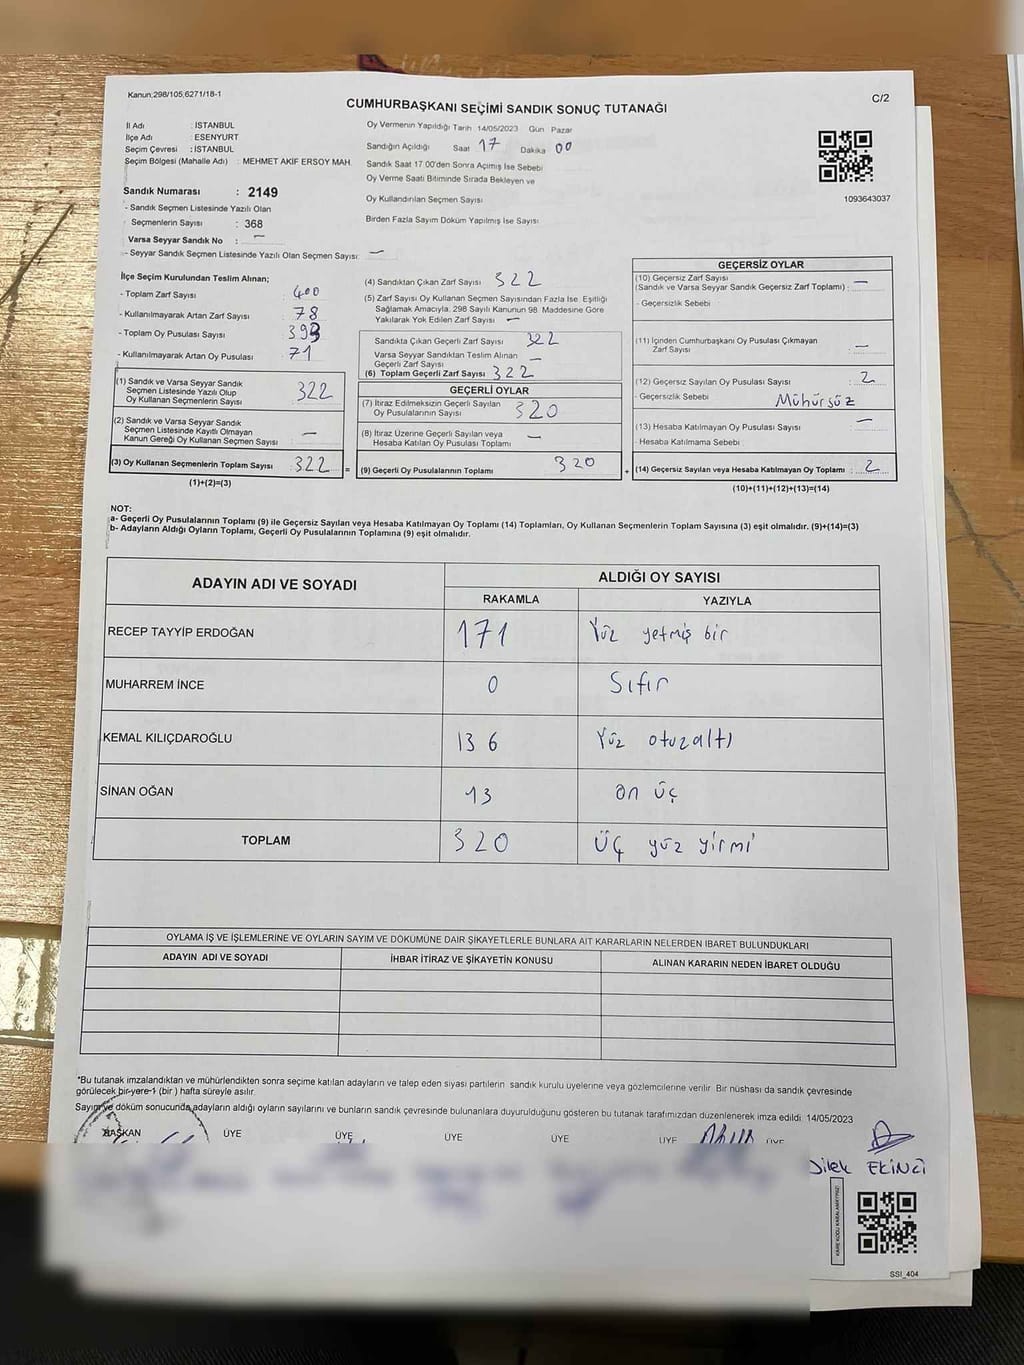 Kanun;298/105,6271/18-1
CUMHURBAŞKANI SEÇİMİ SANDIK SONUÇ TUTANAĞI
C/2
İl Adı : İSTANBUL
İlçe Adı : ESENYURT
Seçim Çevresi : İSTANBUL
Seçim Bölgesi (Mahalle Adı) : MEHMET AKİF ERSOY MAH.
Sandık Numarası : 2149
- Sandık Seçmen Listesinde Yazılı Olan
Seçmenlerin Sayısı : 368
Varsa Seyyar Sandık No : -
- Seyyar Sandık Seçmen Listesinde Yazılı Olan Seçmen Sayısı: -
Oy Vermenin Yapıldığı Tarih 14/05/2023 Gün Pazar
Sandığın Açıldığı Saat 17 Dakika 00
Sandık Saat 17 00'den Sonra Açımış İse Sebebi
Oy Verme Saati Bitiminde Sırada Bekleyen ve
Oy Kullandırılan Seçmen Sayısı
Birden Fazla Sayım Döküm Yapılmış İse Sayısı
1093643037
İlçe Seçim Kurulundan Teslim Alınan;
- Toplam Zarf Sayısı : 400
- Kullanılmayarak Artan Zarf Sayısı : 78
- Toplam Oy Pusulası Sayısı : 393
- Kullanılmayarak Artan Oy Pusulası : 71
(1) Sandık ve Varsa Seyyar Sandık
Seçmen Listesinde Yazılı Olup
Oy Kullanan Seçmenlerin Sayısı : 322
(2) Sandık ve Varsa Seyyar Sandık
Seçmen Listesinde Kayıtlı Olmayan
Kanun Gereği Oy Kullanan Seçmen Sayısı : -
(3) Oy Kullanan Seçmenlerin Toplam Sayısı : 322 =
(1)+(2)=(3)
(4) Sandıktan Çıkan Zarf Sayısı : 322
(5) Zarf Sayısı Oy Kullanan Seçmen Sayısından Fazla İse Eşitliği
Sağlamak Amacıyla, 298 Sayılı Kanunun 98. Maddesine Göre
Yakılarak Yok Edilen Zarf Sayısı : -
Sandıkta Çıkan Geçerli Zarf Sayısı : 322
Varsa Seyyar Sandıktan Teslim Alınan
Geçerli Zarf Sayısı : -
(6) Toplam Geçerli Zarf Sayısı : 322
GEÇERLİ OYLAR
(7) İtiraz Edilmeksizin Geçerli Sayılan
Oy Pusulalarının Sayısı : 320
(8) İtiraz Üzerine Geçerli Sayılan veya
Hesaba Katılan Oy Pusulası Toplamı : -
(9) Geçerli Oy Pusulalarının Toplamı 320 +
GEÇERSİZ OYLAR
(10) Geçersiz Zarf Sayısı
(Sandık ve Varsa Seyyar Sandık Geçersiz Zarf Toplamı) : -
- Geçersizlik Sebebi
(11) İçinden Cumhurbaşkanı Oy Pusulası Çıkmayan
Zarf Sayısı : -
(12) Geçersiz Sayılan Oy Pusulası Sayısı : 2
- Geçersizlik Sebebi Mühürsüz
(13) Hesaba Katılmayan Oy Pusulası Sayısı : -
- Hesaba Katılmama Sebebi
(14) Geçersiz Sayılan veya Hesaba Katılmayan Oy Toplamı : 2
(10)+(11)+(12)+(13)=(14)
NOT:
a- Geçerli Oy Pusulalarının Toplamı (9) ile Geçersiz Sayılan veya Hesaba Katılmayan Oy Toplamı (14) Toplamları, Oy Kullanan Seçmenlerin Toplam Sayısına (3) eşit olmalıdır. (9)+(14)=(3)
b- Adayların Aldığı Oyların Toplamı, Geçerli Oy Pusulalarının Toplamına (9) eşit olmalıdır.
ADAYIN ADI VE SOYADI
ALDIĞI OY SAYISI
RAKAMLA YAZIYLA
RECEP TAYYİP ERDOĞAN 171 Yüz yetmiş bir
MUHARREM İNCE 0 Sıfır
KEMAL KILIÇDAROĞLU 136 Yüz otuzaltı
SİNAN OĞAN 13 on üç
TOPLAM 320 Üç yüz yirmi
OYLAMA İŞ VE İŞLEMLERİNE VE OYLARIN SAYIM VE DÖKÜMÜNE DAİR ŞİKAYETLERLE BUNLARA AİT KARARLARIN NELERDEN İBARET BULUNDUKLARI
ADAYIN ADI VE SOYADI İHBAR İTİRAZ VE ŞİKAYETİN KONUSU ALINAN KARARIN NEDEN İBARET OLDUĞU
*Bu tutanak imzalandıktan ve mühürlendikten sonra seçime katılan adayların ve talep eden siyasi partilerin sandık kurulu üyelerine veya gözlemcilerine verilir. Bir nüshası da sandık çevresinde
görülecek bir yere 1 (bir ) hafta süreyle asılır.
Sayım ve döküm sonucunda adayların aldığı oyların sayılarını ve bunların sandık çevresinde bulunanlara duyurulduğunu gösteren bu tutanak tarafımızdan düzenlenerek imza edildi. 14/05/2023
BAŞKAN ÜYE ÜYE ÜYE ÜYE ÜYE ÜYE
Dilek EKİNCİ
SSI_404